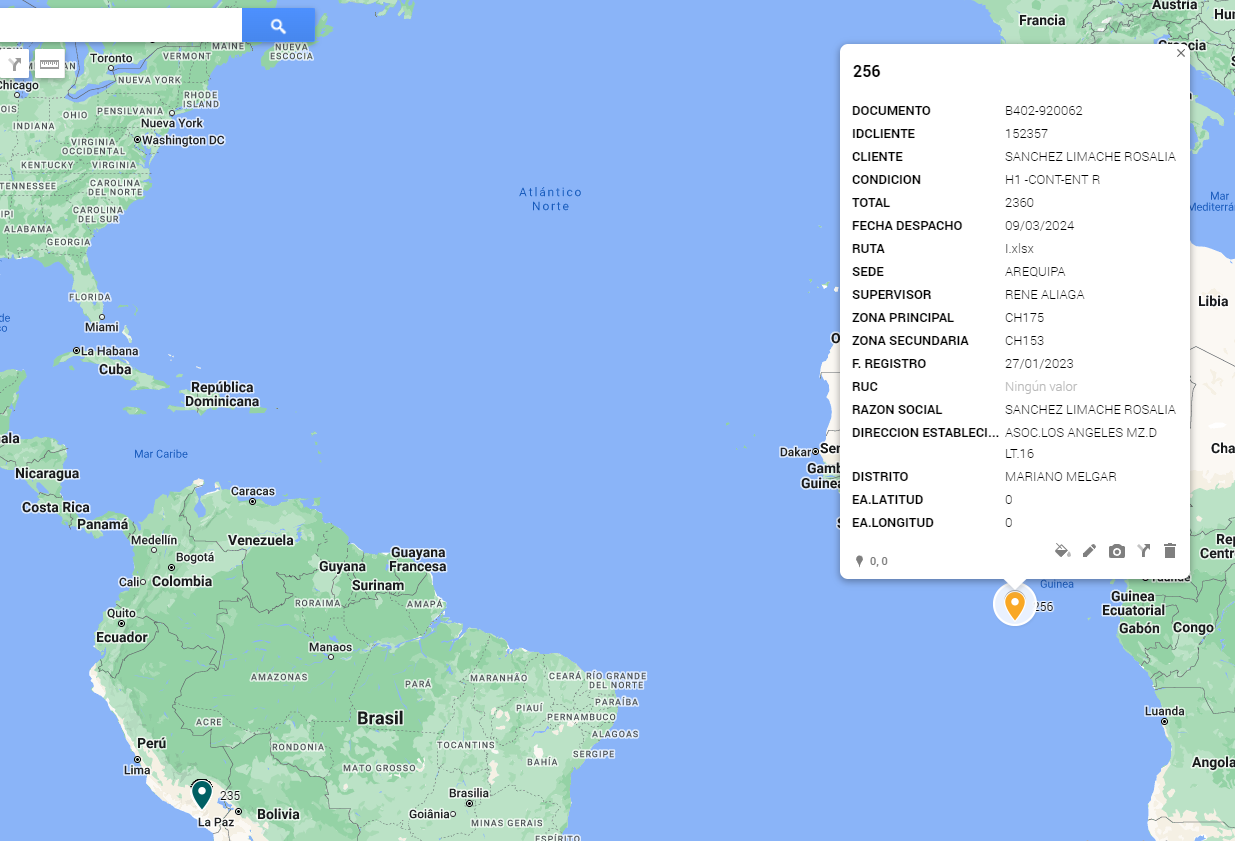 256
DOCUMENTO B402-920062
IDCLIENTE 152357
CLIENTE SANCHEZ LIMACHE ROSALIA
CONDICION H1 -CONT-ENT R
TOTAL 2360
FECHA DESPACHO 09/03/2024
RUTA I.xlsx
SEDE AREQUIPA
SUPERVISOR RENE ALIAGA
ZONA PRINCIPAL CH175
ZONA SECUNDARIA CH153
F. REGISTRO 27/01/2023
RUC Ningún valor
RAZON SOCIAL SANCHEZ LIMACHE ROSALIA
DIRECCION ESTABLECI... ASOC.LOS ANGELES MZ.D
LT.16
DISTRITO MARIANO MELGAR
EA.LATITUD 0
EA.LONGITUD 0
0, 0
256
Francia
Austria
Toronto
MAINE
NUEVA
ESCOCIA
VERMONT
Chicago
NUEVA YORK
RHODE
ISLAND
OHIO
PENSILVANIA
INDIANA
Nueva York
Washington DC
VIRGINIA
OCCIDENTAL
KENTUCKY
VIRGINIA
TENNESSEE
CAROLINA
DEL NORTE
CAROLINA
DEL SUR
ALABAMA
GEORGIA
FLORIDA
Miami
La Habana
Cuba
República
Dominicana
Atlántico
Norte
Mar Caribe
Mar
Libia
Dakar
Nicaragua
Costa Rica
Panamá
Caracas
Medellín
Venezuela
Bogotá
Cali
Colombia
Guyana
Guayana
Francesa
Surinam
RORAIMA
AMAPÁ
Quito
Ecuador
Manaos
AMAZONAS
PARÁ
MARANHÃO
CEARÁ
RÍO GRANDE
DEL NORTE
PARAÍBA
PIAUÍ
PERNAMBUCO
ALAGOAS
SERGIPE
ACRE
Brasil
RONDONIA
TOCANTINS
BAHÍA
MATO GROSSO
Perú
Lima
235
La Paz
Bolivia
Brasilia
Goiânia
MINAS GERAIS
Guinea
Guinea
Ecuatorial
Gabón
Congo
Luanda
Angola